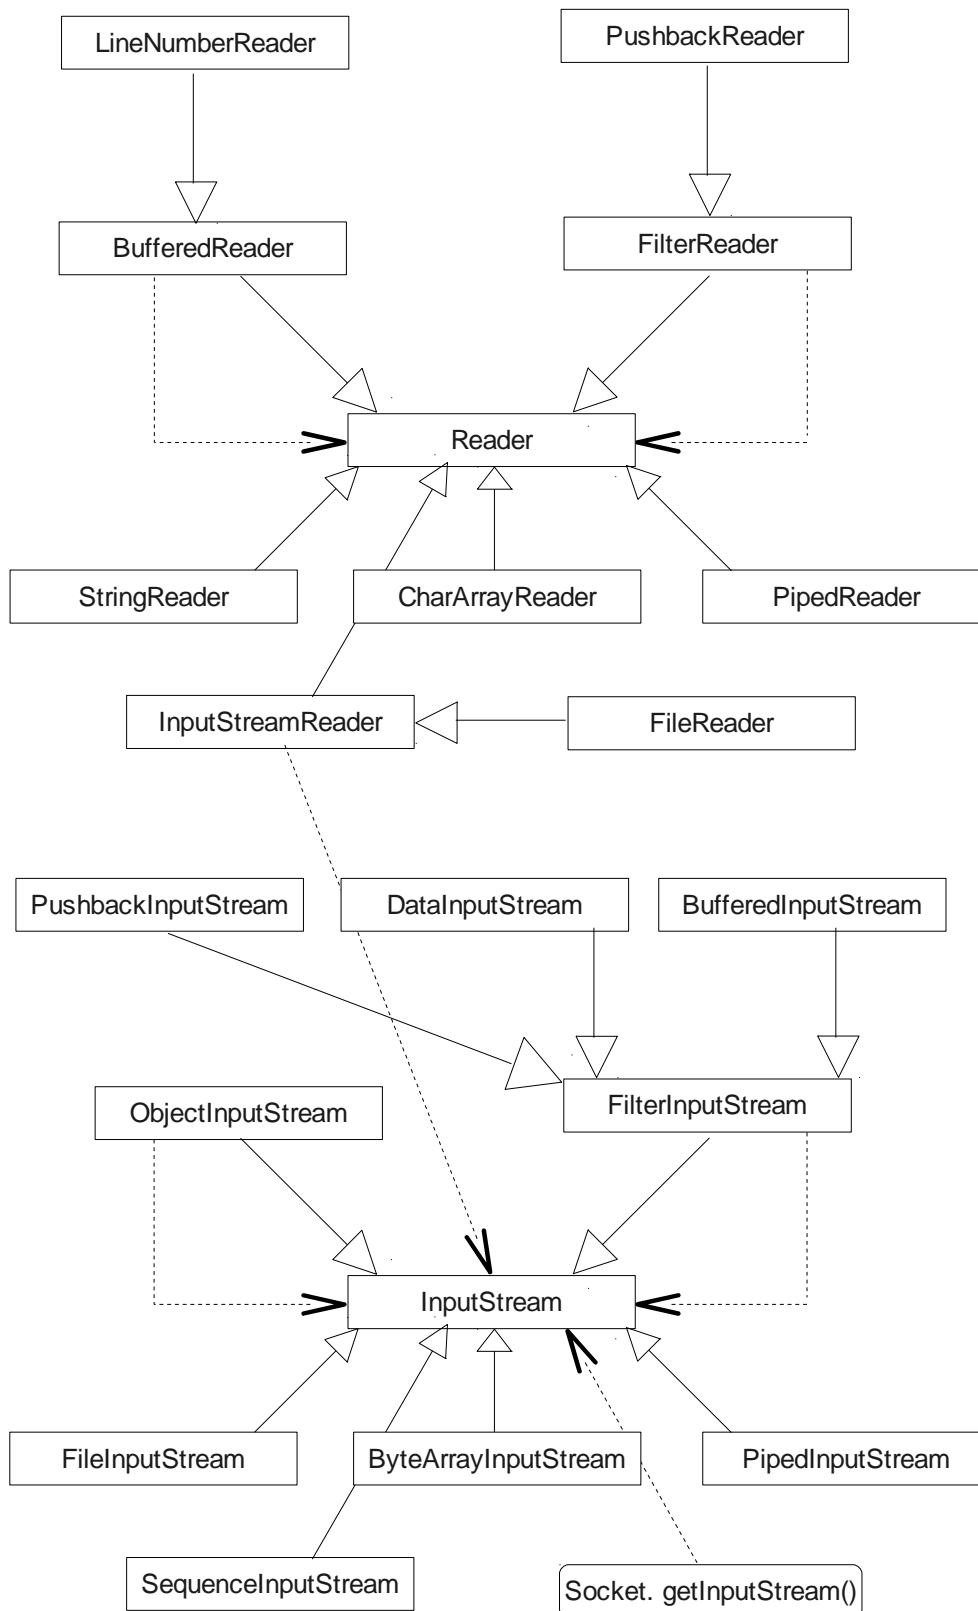 LineNumberReader
PushbackReader
BufferedReader
FilterReader
Reader
StringReader
CharArrayReader
PipedReader
InputStreamReader
FileReader
PushbackInputStream
DataInputStream
BufferedInputStream
ObjectInputStream
FilterInputStream
InputStream
FileInputStream
ByteArrayInputStream
PipedInputStream
SequenceInputStream
Socket. getInputStream()